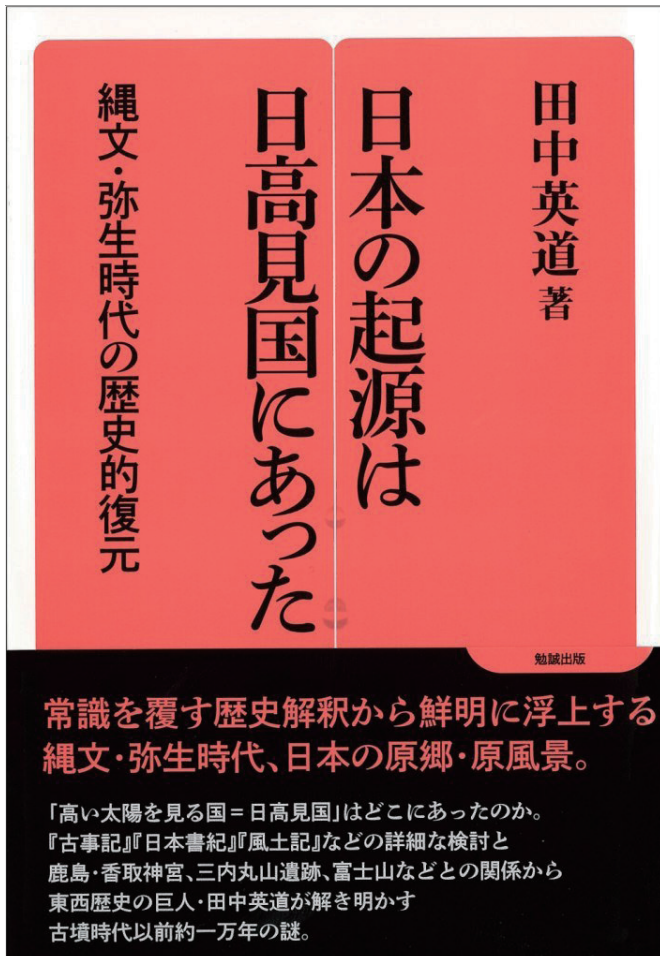 田中英道 著
日本の起源は
日高見国にあった
縄文・弥生時代の歴史的復元
勉誠出版
常識を覆す歴史解釈から鮮明に浮上する
縄文・弥生時代、日本の原郷・原風景。
「高い太陽を見る国＝日高見国」はどこにあったのか。
『古事記』『日本書紀』『風土記』などの詳細な検討と
鹿島・香取神宮、三内丸山遺跡、富士山などとの関係から
東西歴史の巨人・田中英道が解き明かす
古墳時代以前約一万年の謎。